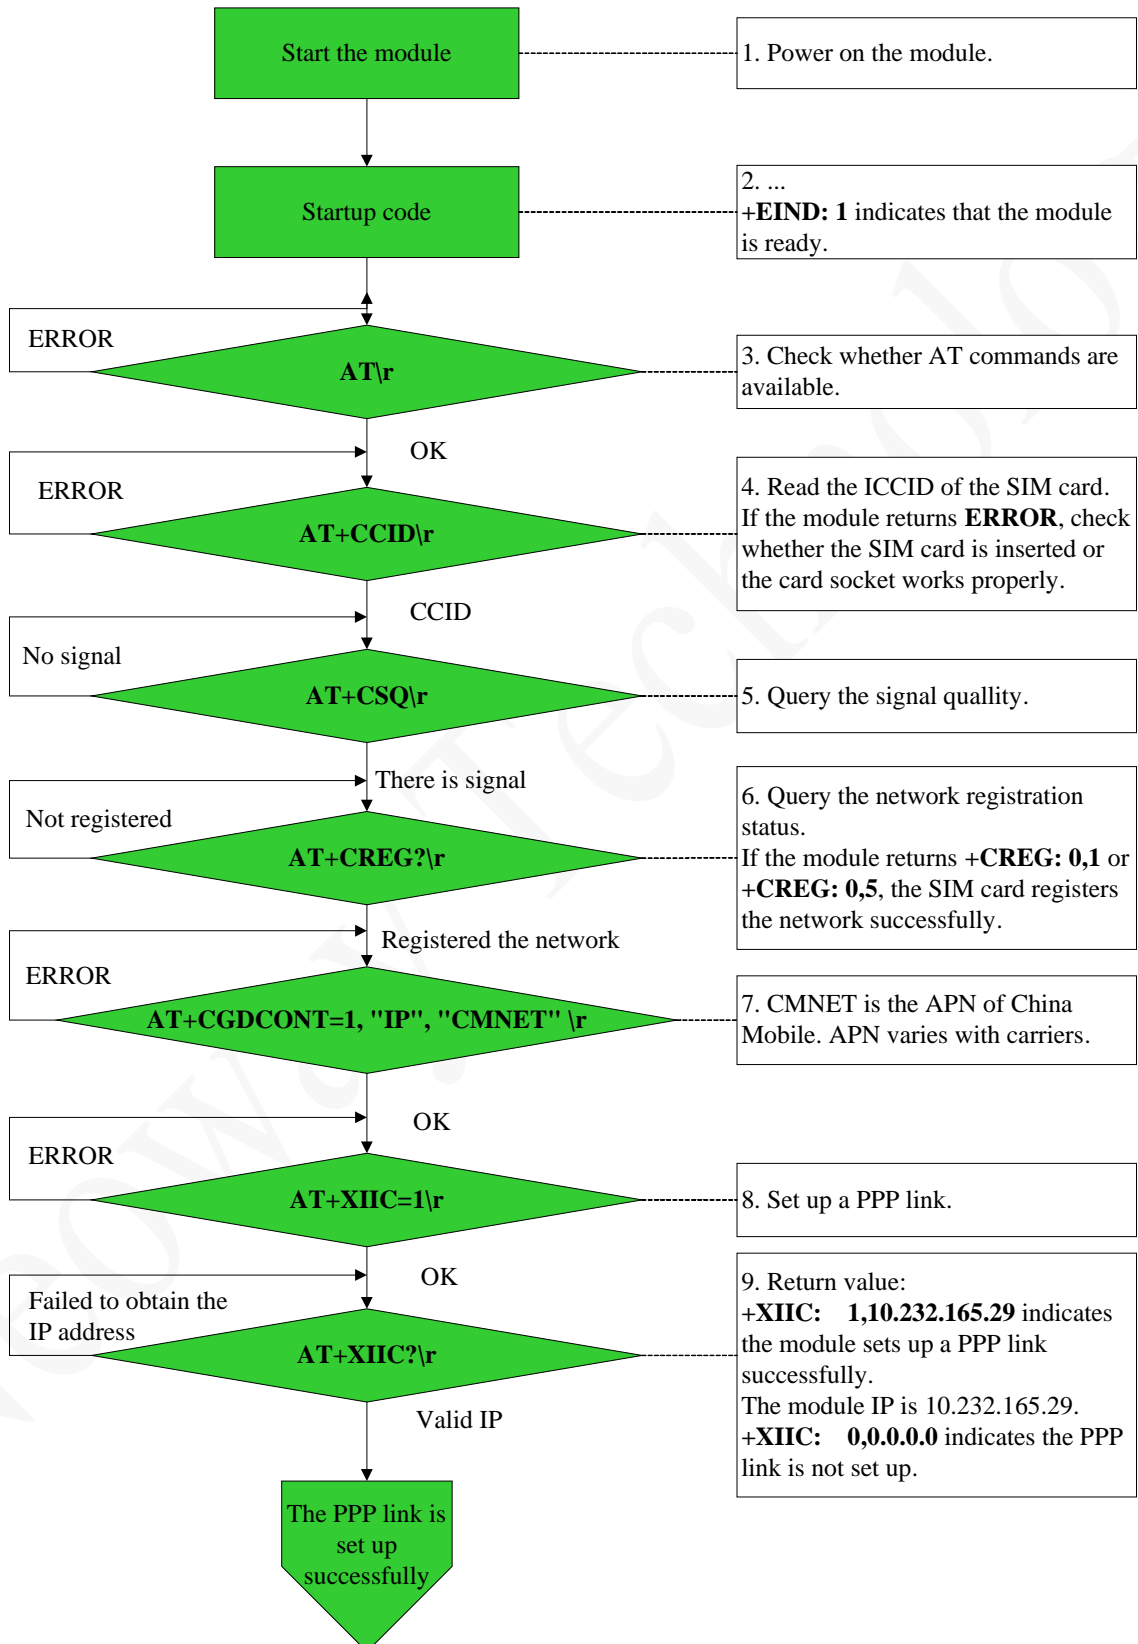 Start the module
1. Power on the module.
Startup code
2. ...
+EIND: 1 indicates that the module
is ready.
ERROR
AT\r
3. Check whether AT commands are
available.
OK
ERROR
AT+CCID\r
4. Read the ICCID of the SIM card.
If the module returns ERROR, check
whether the SIM card is inserted or
the card socket works properly.
CCID
No signal
AT+CSQ\r
5. Query the signal quallity.
There is signal
Not registered
AT+CREG?\r
6. Query the network registration
status.
If the module returns +CREG: 0,1 or
+CREG: 0,5, the SIM card registers
the network successfully.
Registered the network
ERROR
AT+CGDCONT=1, "IP", "CMNET" \r
7. CMNET is the APN of China
Mobile. APN varies with carriers.
OK
ERROR
AT+XIIC=1\r
8. Set up a PPP link.
OK
Failed to obtain the
IP address
AT+XIIC?\r
9. Return value:
+XIIC:    1,10.232.165.29 indicates
the module sets up a PPP link
successfully.
The module IP is 10.232.165.29.
+XIIC:    0,0.0.0.0 indicates the PPP
link is not set up.
Valid IP
The PPP link is
set up
successfully